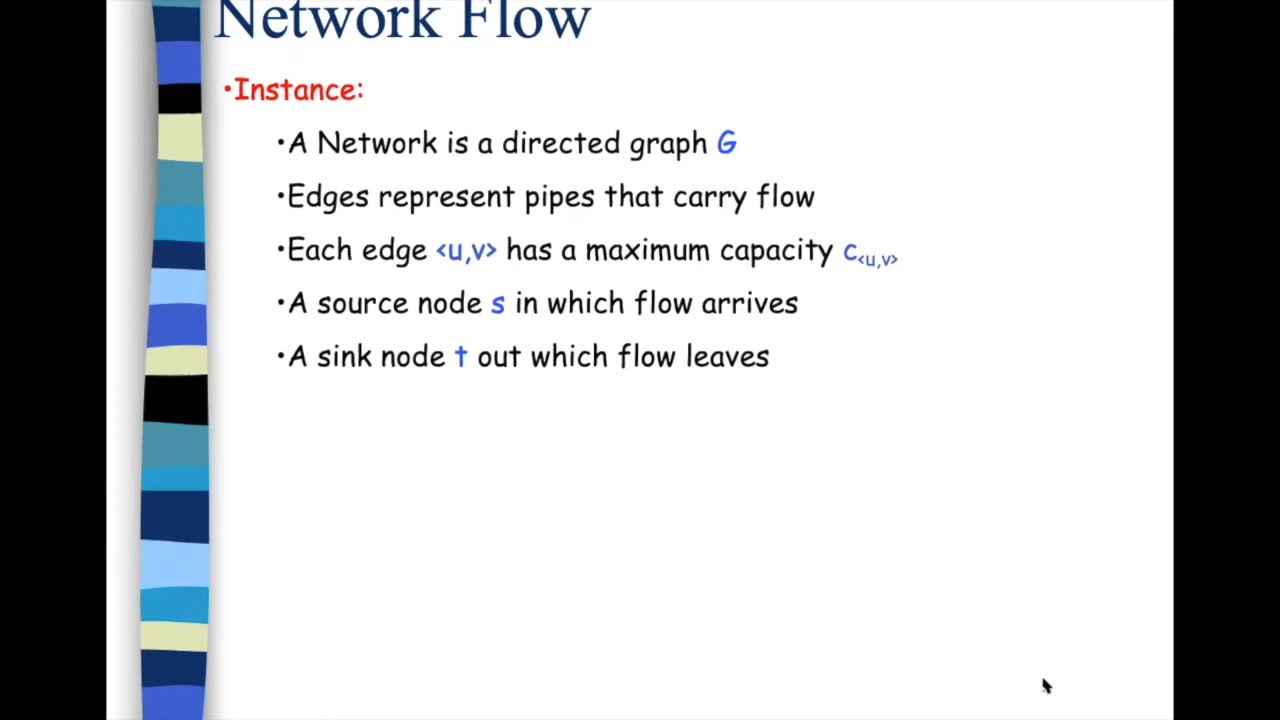 Network Flow
•Instance:
•A Network is a directed graph G
•Edges represent pipes that carry flow
•Each edge <u,v> has a maximum capacity c<u,v>
•A source node s in which flow arrives
•A sink node t out which flow leaves